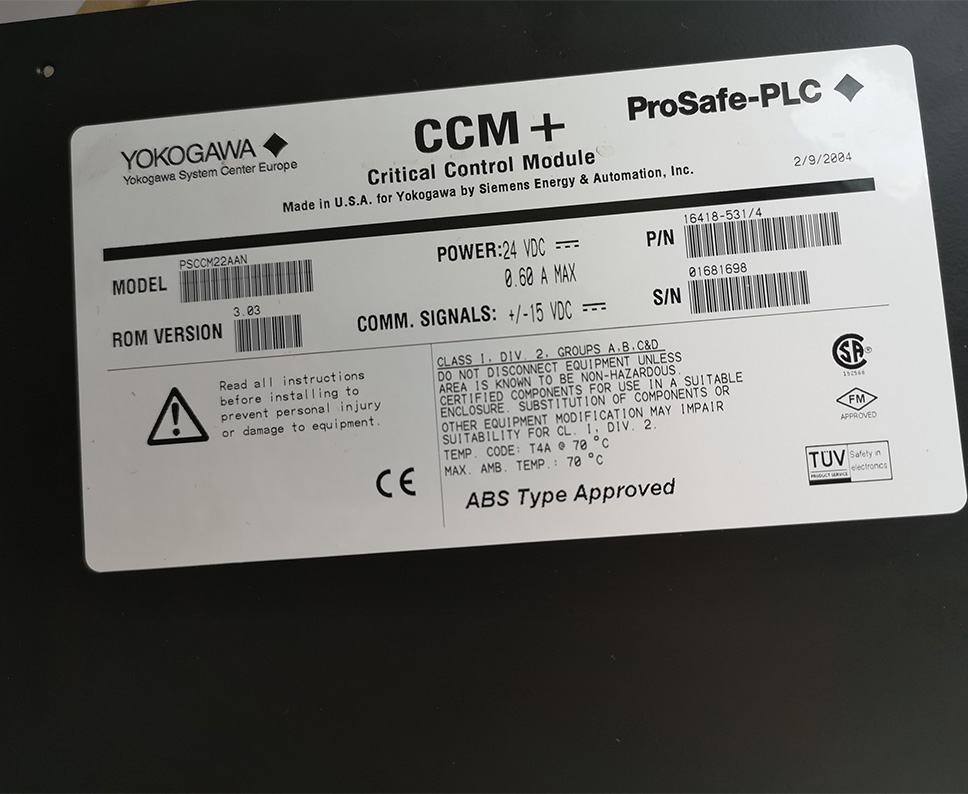 YOKOGAWA
Yokogawa System Center Europe
CCM +
Critical Control Module
Made in U.S.A. for Yokogawa by Siemens Energy & Automation, Inc.
ProSafe-PLC
2/9/2004
MODEL
PSCCM22AAN
ROM VERSION
3.03
POWER: 24 VDC
0.60 A MAX
COMM. SIGNALS: +/-15 VDC
P/N
16418-531/4
S/N
01681698
Read all instructions
before installing to
prevent personal injury
or damage to equipment.
CE
CLASS 1, DIV. 2, GROUPS A,B,C&D
DO NOT DISCONNECT EQUIPMENT UNLESS
AREA IS KNOWN TO BE NON-HAZARDOUS.
CERTIFIED COMPONENTS FOR USE IN A SUITABLE
ENCLOSURE. SUBSTITUTION OF COMPONENTS OR
OTHER EQUIPMENT MODIFICATION MAY IMPAIR
SUITABILITY FOR CL. 1, DIV. 2.
TEMP. CODE: T4A @ 70 °C
MAX. AMB. TEMP.: 70 °C
ABS Type Approved
SA ®
FM
APPROVED
TÜV
PRODUCT SERVICE
Safety in
electronics